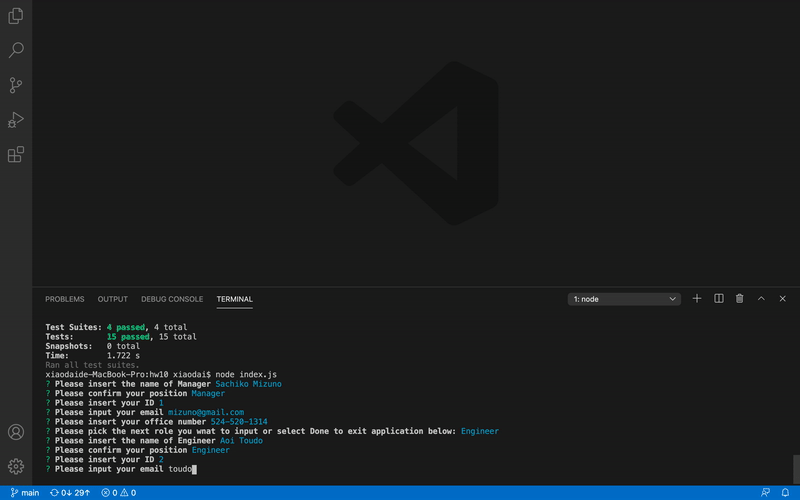 PROBLEMS OUTPUT DEBUG CONSOLE TERMINAL 1: node
Test Suites: 4 passed, 4 total
Tests: 15 passed, 15 total
Snapshots: 0 total
Time: 1.722 s
Ran all test suites.
xiaodaide-MacBook-Pro:hw10 xiaodai$ node index.js
? Please insert the name of Manager Sachiko Mizuno
? Please confirm your position Manager
? Please insert your ID 1
? Please input your email mizuno@gmail.com
? Please insert your office number 524-520-1314
? Please pick the next role you wnat to input or select Done to exit application below: Engineer
? Please insert the name of Engineer Aoi Toudo
? Please confirm your position Engineer
? Please insert your ID 2
? Please input your email toudo
main 0↓ 29↑ 0 0